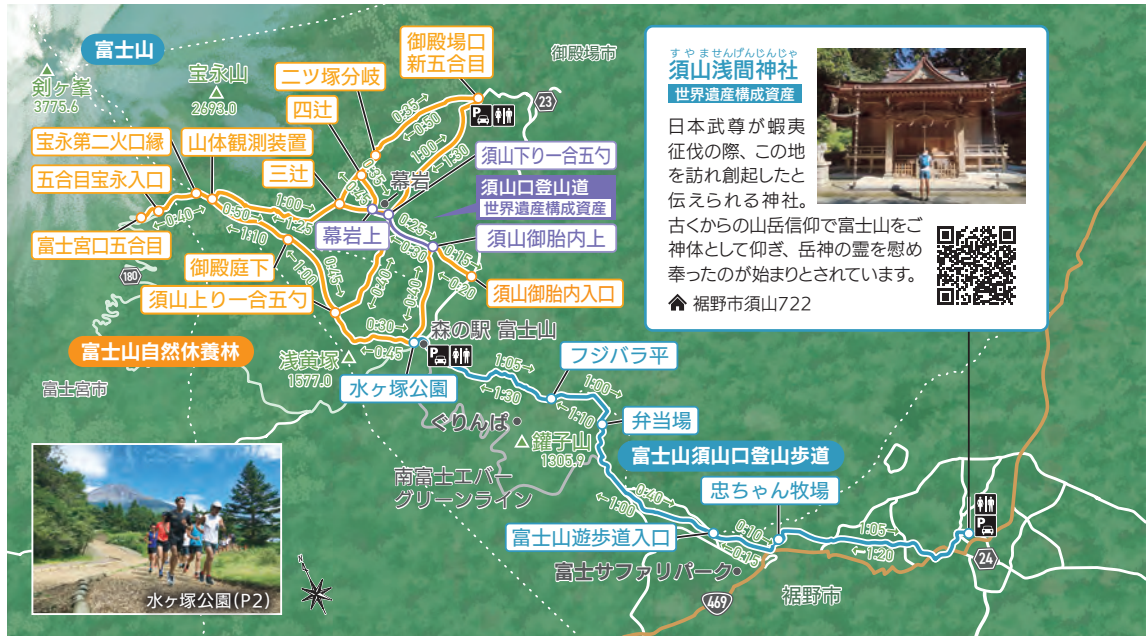 富士山
剣ヶ峯
3775.6
宝永山
2693.0
御殿場口
新五合目
御殿場市
23
二ツ塚分岐
四辻
三辻
宝永第二火口縁
山体観測装置
五合目宝永入口
富士宮口五合目
180
幕岩
幕岩上
須山下り一合五勺
須山口登山道
世界遺産構成資産
須山御胎内上
須山御胎内入口
御殿庭下
須山上り一合五勺
富士山自然休養林
富士宮市
浅黄塚
1577.0
森の駅 富士山
P
水ヶ塚公園
0:35→
←0:50
1:00→
←1:30
0:35→
←0:45
←0:40
1:00→
←1:25
0:50→
←1:10
0:25→
←0:30
0:15→
←0:20
0:45→
←1:00
0:40→
←0:40
0:30→
←0:45
1:05→
←1:30
フジバラ平
1:00→
←1:10
弁当場
ぐりんぱ
鑵子山
1305.9
南富士エバー
グリーンライン
富士山須山口登山歩道
忠ちゃん牧場
0:40→
←1:00
富士山遊歩道入口
0:10→
←0:15
1:05→
←1:20
富士サファリパーク
469
裾野市
P
24
すやませんげんじんじゃ
須山浅間神社
世界遺産構成資産
日本武尊が蝦夷
征伐の際、この地
を訪れ創起したと
伝えられる神社。
古くからの山岳信仰で富士山をご
神体として仰ぎ、岳神の霊を慰め
奉ったのが始まりとされています。
裾野市須山722
水ヶ塚公園(P2)